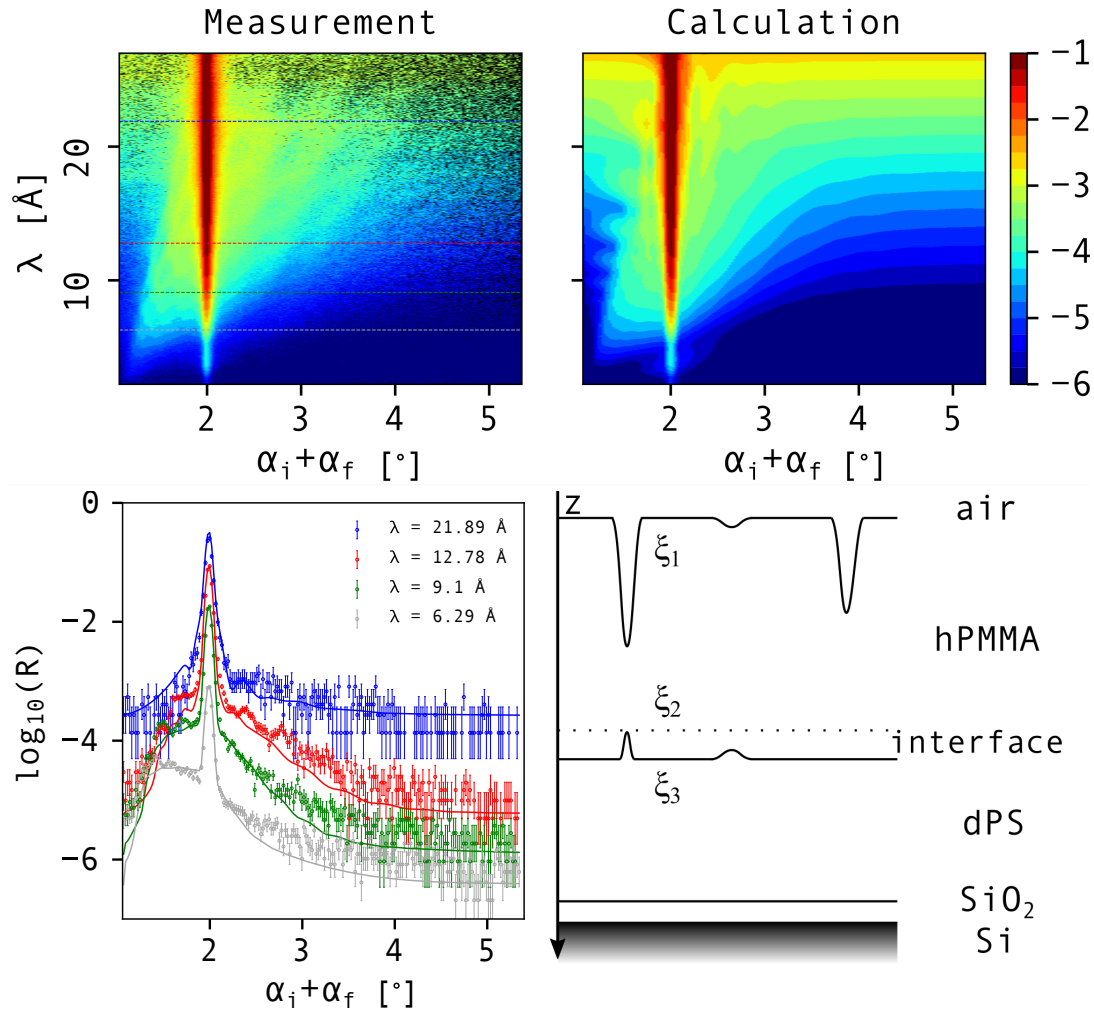 Measurement
Calculation
λ [Å]
20
10
2 3 4 5
αi+αf [°]
2 3 4 5
αi+αf [°]
−1
−2
−3
−4
−5
−6
log10(R)
0
−2
−4
−6
λ = 21.89 Å
λ = 12.78 Å
λ = 9.1 Å
λ = 6.29 Å
2 3 4 5
αi+αf [°]
z
air
ξ1
hPMMA
ξ2
interface
ξ3
dPS
SiO2
Si